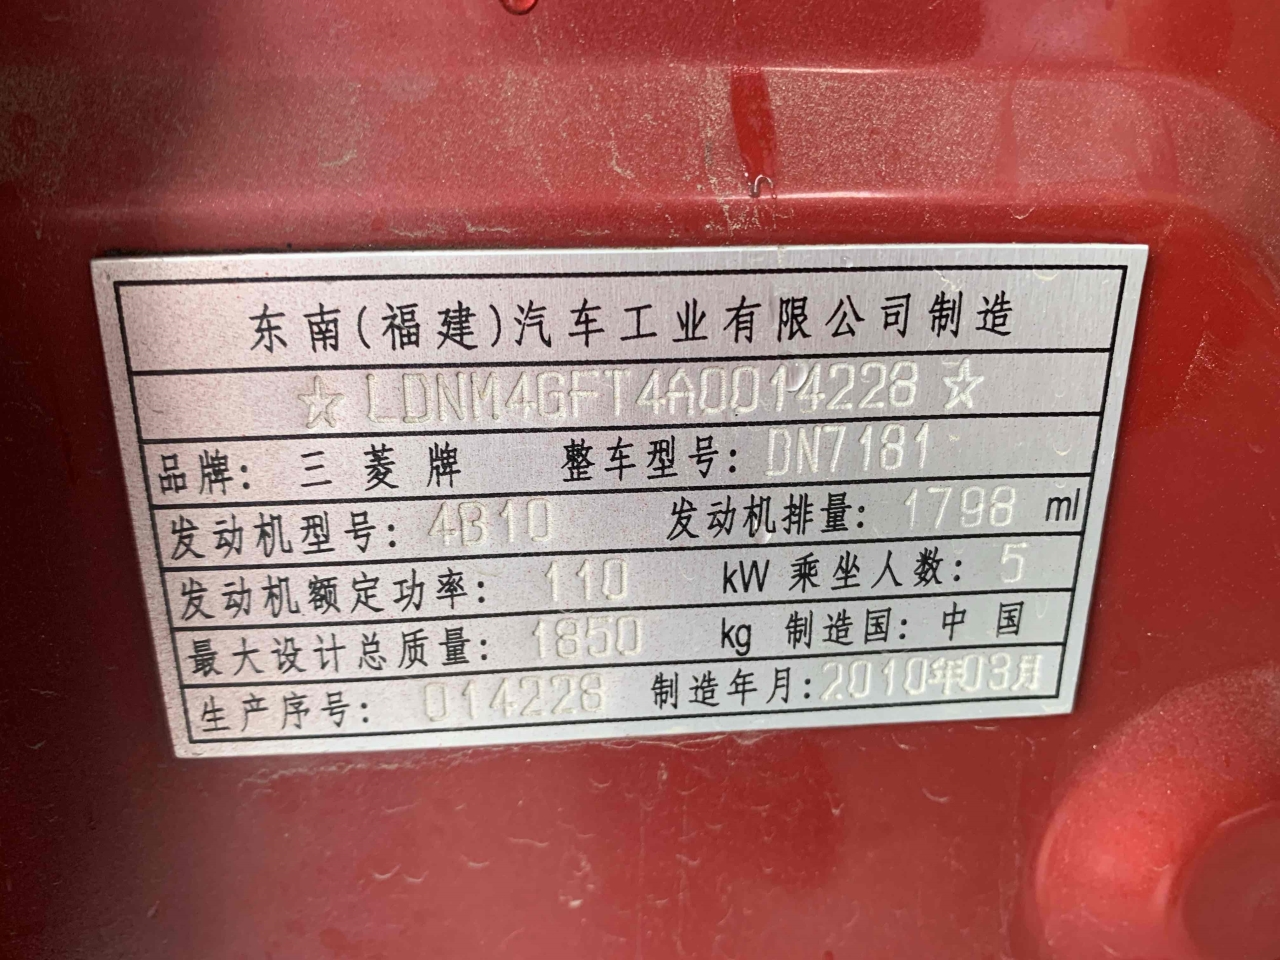 东南(福建)汽车工业有限公司制造
☆LDNM4GFT4A0014228☆
品牌: 三菱牌 整车型号: DN7181
发动机型号: 4B10 发动机排量: 1798 ml
发动机额定功率: 110 kW 乘坐人数: 5
最大设计总质量: 1850 kg 制造国: 中国
生产序号: 014228 制造年月: 2010年03月